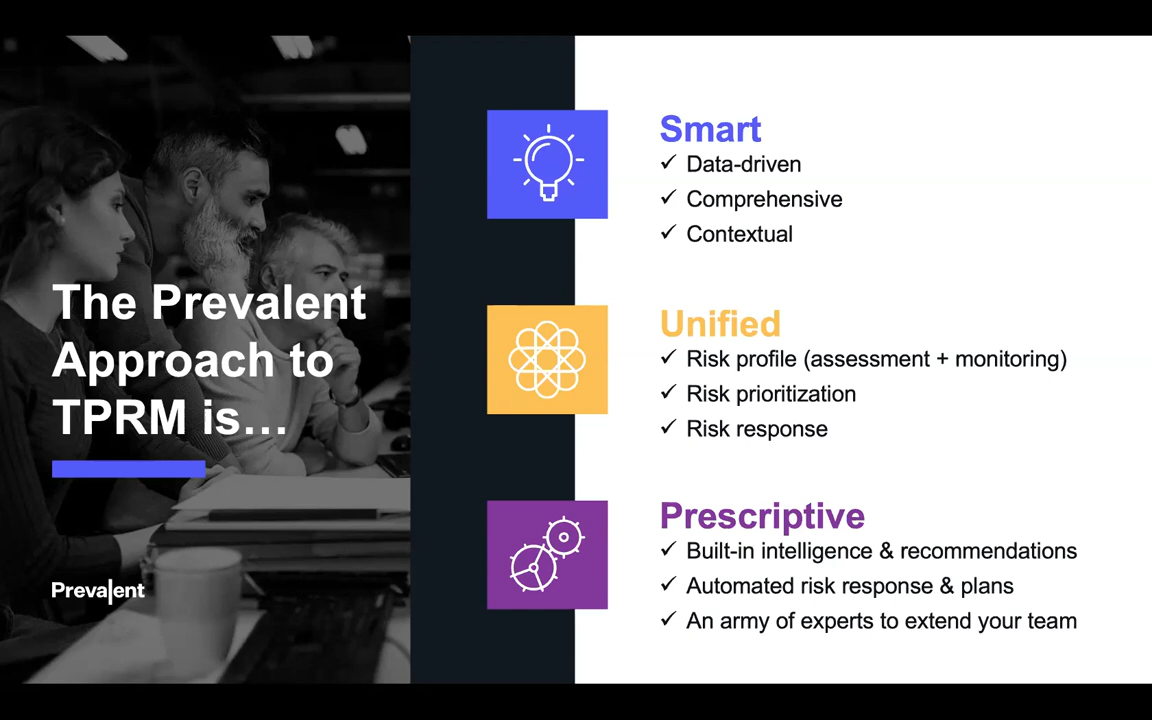 The Prevalent
Approach to
TPRM is...
Prevalent
Smart
✓ Data-driven
✓ Comprehensive
✓ Contextual
Unified
✓ Risk profile (assessment + monitoring)
✓ Risk prioritization
✓ Risk response
Prescriptive
✓ Built-in intelligence & recommendations
✓ Automated risk response & plans
✓ An army of experts to extend your team